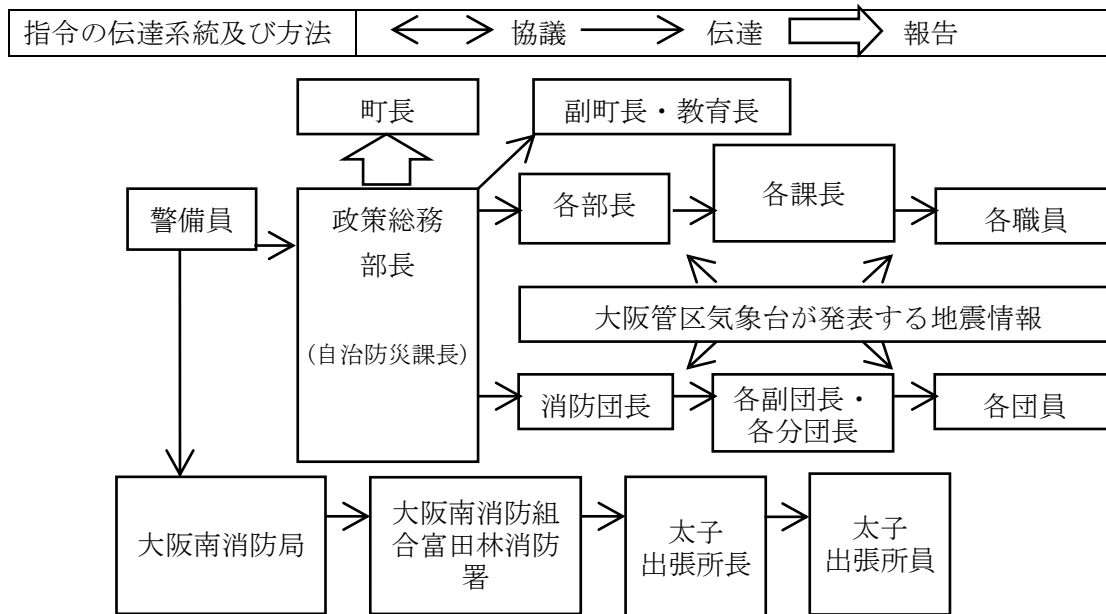 指令の伝達系統及び方法 協議 伝達 報告
町長
副町長・教育長
警備員
政策総務
部長
(自治防災課長)
各部長
各課長
各職員
大阪管区気象台が発表する地震情報
消防団長
各副団長・
各分団長
各団員
大阪南消防局
大阪南消防組
合富田林消防
署
太子
出張所長
太子
出張所員